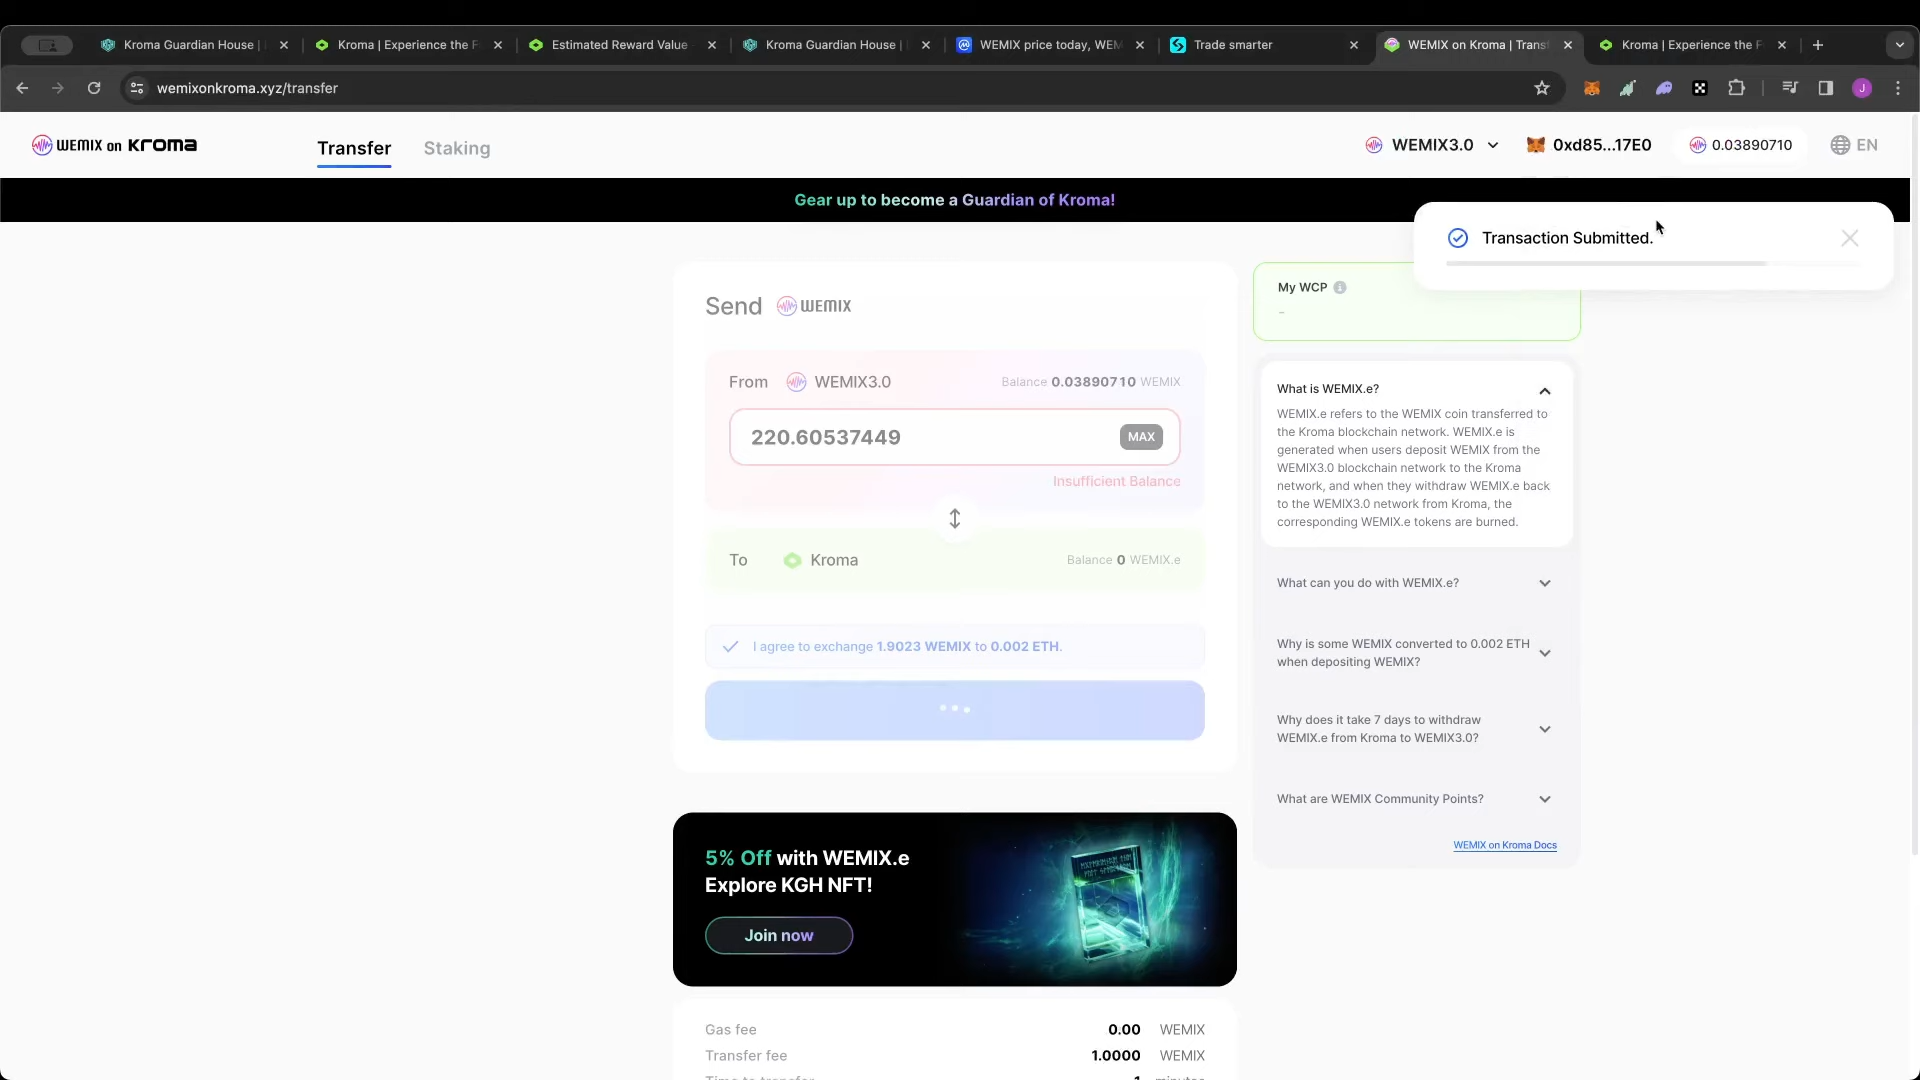 Kroma Guardian House |
Kroma | Experience the F
Estimated Reward Value
Kroma Guardian House |
WEMIX price today, WEM
Trade smarter
WEMIX on Kroma | Trans
Kroma | Experience the F
wemixonkroma.xyz/transfer
J
WEMIX on KROMA
Transfer
Staking
WEMIX3.0
0xd85...17E0
0.03890710
EN
Gear up to become a Guardian of Kroma!
Transaction Submitted.
Send WEMIX
From WEMIX3.0
Balance 0.03890710 WEMIX
220.60537449
MAX
Insufficient Balance
To Kroma
Balance 0 WEMIX.e
I agree to exchange 1.9023 WEMIX to 0.002 ETH.
5% Off with WEMIX.e
Explore KGH NFT!
Join now
Gas fee 0.00 WEMIX
Transfer fee 1.0000 WEMIX
Time to transfer 1 minutes
My WCP
-
What is WEMIX.e?
WEMIX.e refers to the WEMIX coin transferred to
the Kroma blockchain network. WEMIX.e is
generated when users deposit WEMIX from the
WEMIX3.0 blockchain network to the Kroma
network, and when they withdraw WEMIX.e back
to the WEMIX3.0 network from Kroma, the
corresponding WEMIX.e tokens are burned.
What can you do with WEMIX.e?
Why is some WEMIX converted to 0.002 ETH
when depositing WEMIX?
Why does it take 7 days to withdraw
WEMIX.e from Kroma to WEMIX3.0?
What are WEMIX Community Points?
WEMIX on Kroma Docs